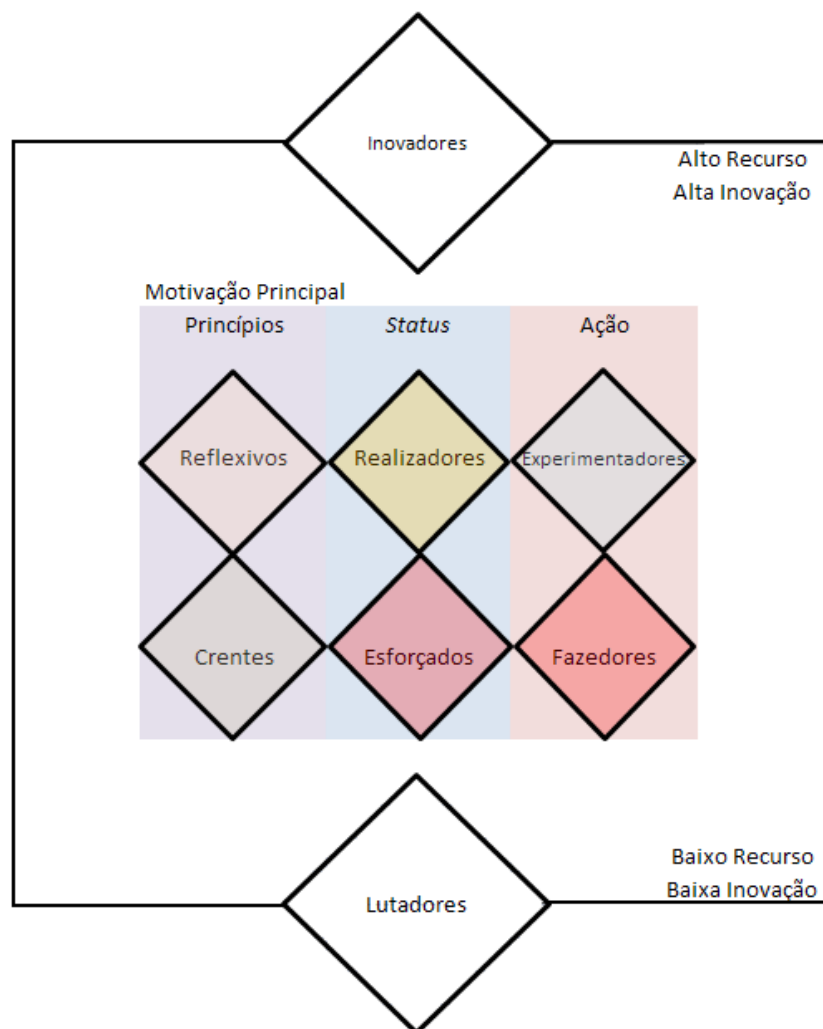 Inovadores
Alto Recurso
Alta Inovação
Motivação Principal
Princípios Status Ação
Reflexivos Realizadores Experimentadores
Crentes Esforçados Fazedores
Baixo Recurso
Baixa Inovação
Lutadores